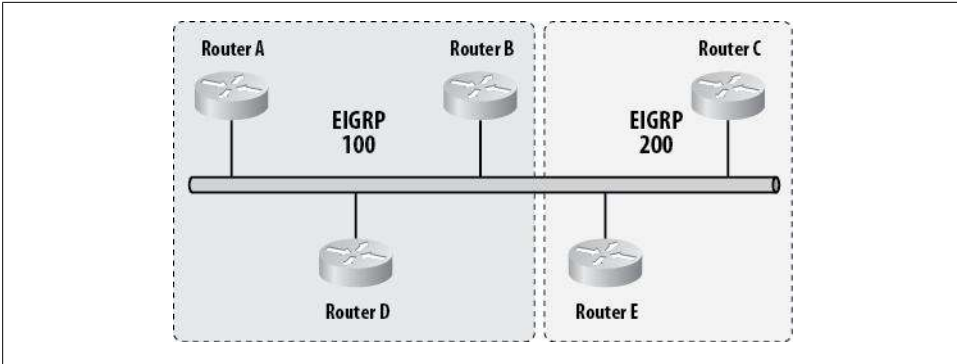 Router A
Router B
Router C
EIGRP
100
EIGRP
200
Router D
Router E